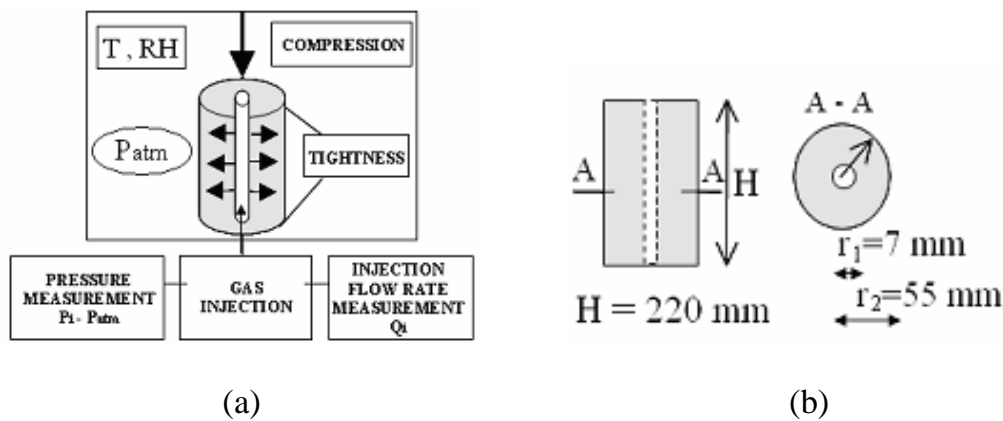 T , RH
COMPRESSION
Patm
TIGHTNESS
PRESSURE
MEASUREMENT
Pi - Patm
GAS
INJECTION
INJECTION
FLOW RATE
MEASUREMENT
Qi
(a)
A - A
A A H
r1=7 mm
r2=55 mm
H = 220 mm
(b)